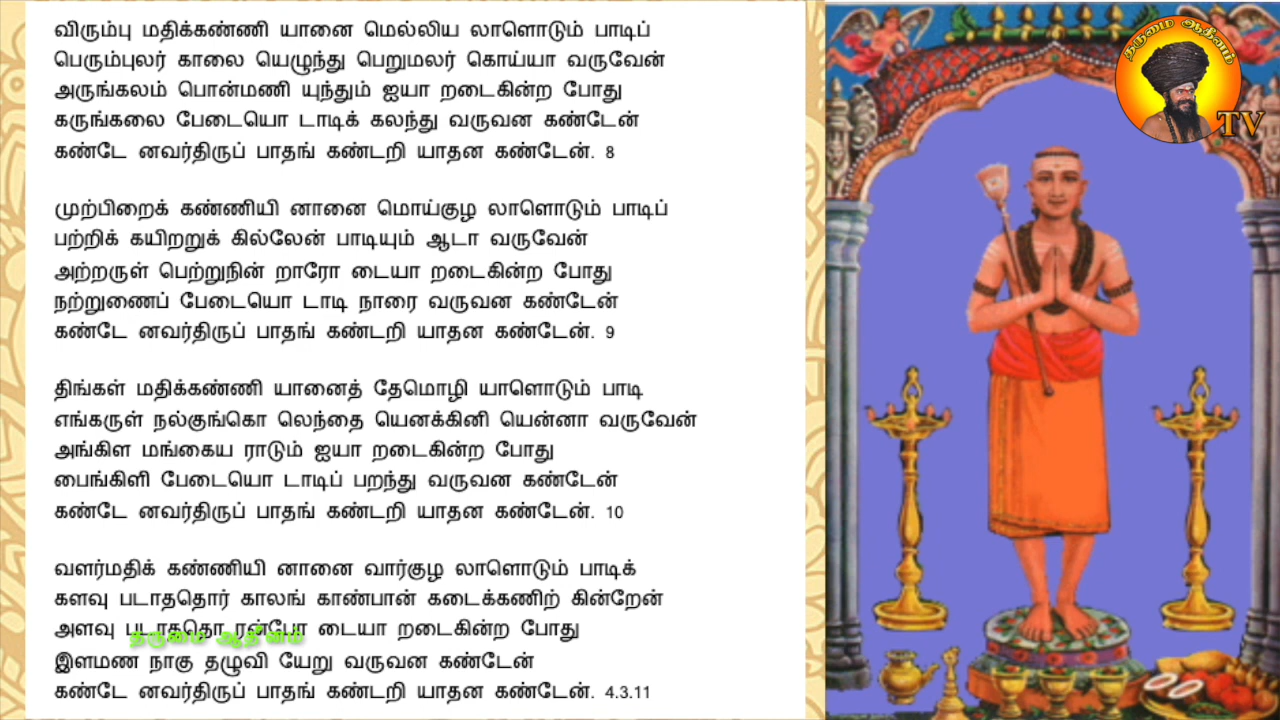 விரும்பு மதிக்கண்ணி யானை மெல்லிய லாளொடும் பாடிப்
பெரும்புலர் காலை யெழுந்து பெறுமலர் கொய்யா வருவேன்
அருங்கலம் பொன்மணி யுந்தும் ஐயா றடைகின்ற போது
கருங்கலை பேடையொ டாடிக் கலந்து வருவன கண்டேன்
கண்டே னவர்திருப் பாதங் கண்டறி யாதன கண்டேன். 8
முற்பிறைக் கண்ணியி னானை மொய்குழ லாளொடும் பாடிப்
பற்றிக் கயிறறுக் கில்லேன் பாடியும் ஆடா வருவேன்
அற்றருள் பெற்றுநின் றாரோ டையா றடைகின்ற போது
நற்றுணைப் பேடையொ டாடி நாரை வருவன கண்டேன்
கண்டே னவர்திருப் பாதங் கண்டறி யாதன கண்டேன். 9
திங்கள் மதிக்கண்ணி யானைத் தேமொழி யாளொடும் பாடி
எங்கருள் நல்குங்கொ லெந்தை யெனக்கினி யென்னா வருவேன்
அங்கிள மங்கைய ராடும் ஐயா றடைகின்ற போது
பைங்கிளி பேடையொ டாடிப் பறந்து வருவன கண்டேன்
கண்டே னவர்திருப் பாதங் கண்டறி யாதன கண்டேன். 10
வளர்மதிக் கண்ணியி னானை வார்குழ லாளொடும் பாடிக்
களவு படாததொர் காலங் காண்பான் கடைக்கணிற் கின்றேன்
அளவு படாததொ ரன்போ டையா றடைகின்ற போது
தருமை ஆதீனம்
இளமண நாகு தழுவி யேறு வருவன கண்டேன்
கண்டே னவர்திருப் பாதங் கண்டறி யாதன கண்டேன். 4.3.11
தருமை ஆதீனம்
TV